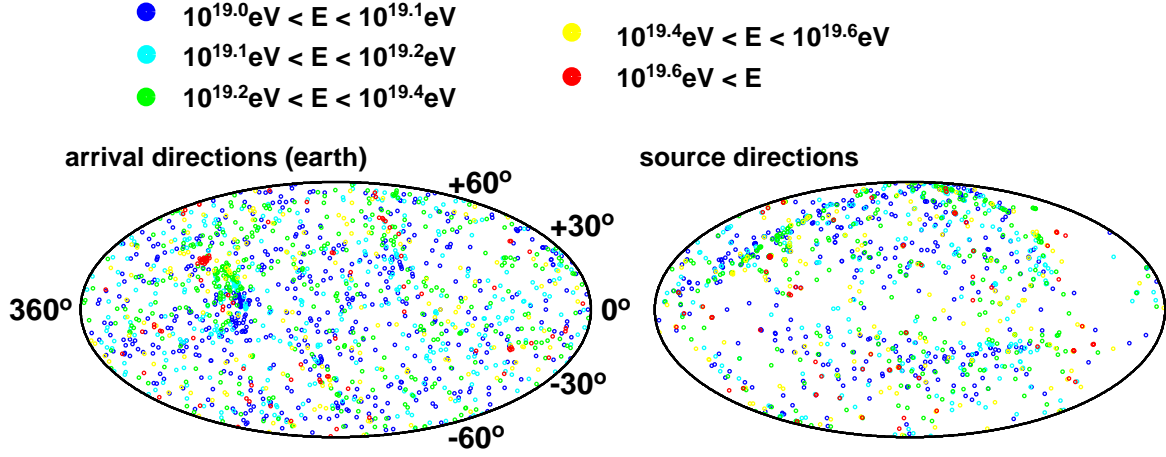 10^19.0eV < E < 10^19.1eV
10^19.1eV < E < 10^19.2eV
10^19.2eV < E < 10^19.4eV
10^19.4eV < E < 10^19.6eV
10^19.6eV < E
arrival directions (earth)
source directions
+60°
+30°
360°
0°
-30°
-60°